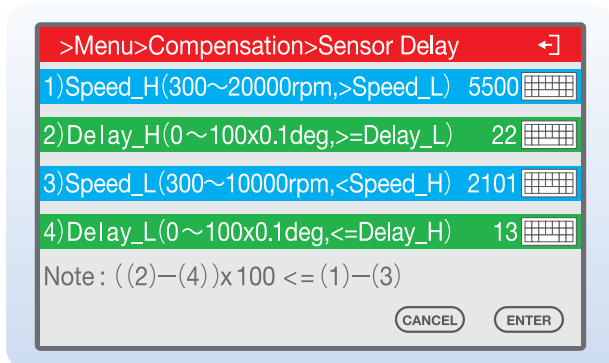 >Menu>Compensation>Sensor Delay
1)Speed_H(300～20000rpm,>Speed_L) 5500
2)Delay_H(0～100x0.1deg,>=Delay_L) 22
3)Speed_L(300～10000rpm,<Speed_H) 2101
4)Delay_L(0～100x0.1deg,<=Delay_H) 13
Note : ((2)—(4))x100 <= (1)—(3)
CANCEL ENTER